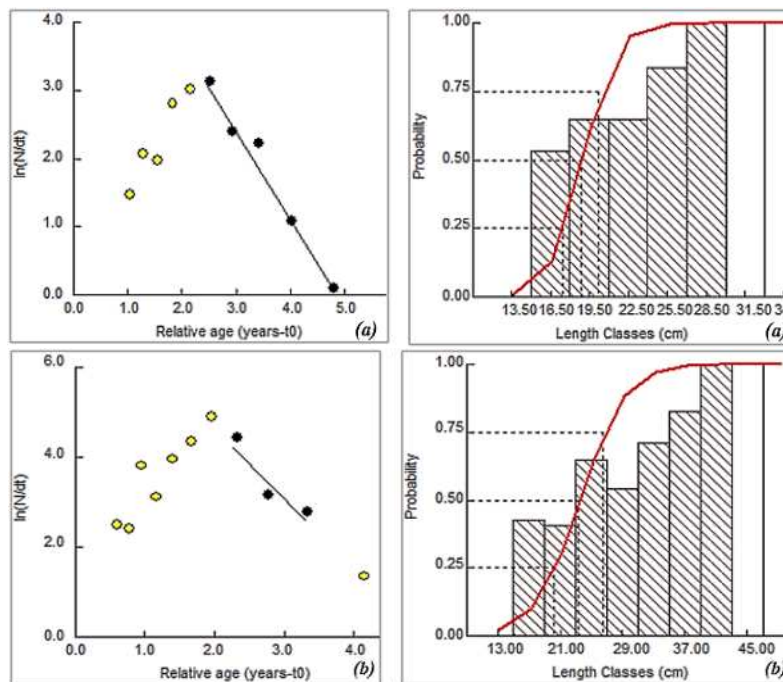 4.0
3.0
2.0
1.0
0.0
ln(N/dt)
0.0 1.0 2.0 3.0 4.0 5.0
Relative age (years-t0)
(a)
1.00
0.75
0.50
0.25
0.00
Probability
13.50 16.50 19.50 22.50 25.50 28.50 31.50
Length Classes (cm)
(a)
6.0
4.0
2.0
0.0
ln(N/dt)
0.0 1.0 2.0 3.0 4.0
Relative age (years-t0)
(b)
1.00
0.75
0.50
0.25
0.00
Probability
13.00 21.00 29.00 37.00 45.00
Length Classes (cm)
(b)